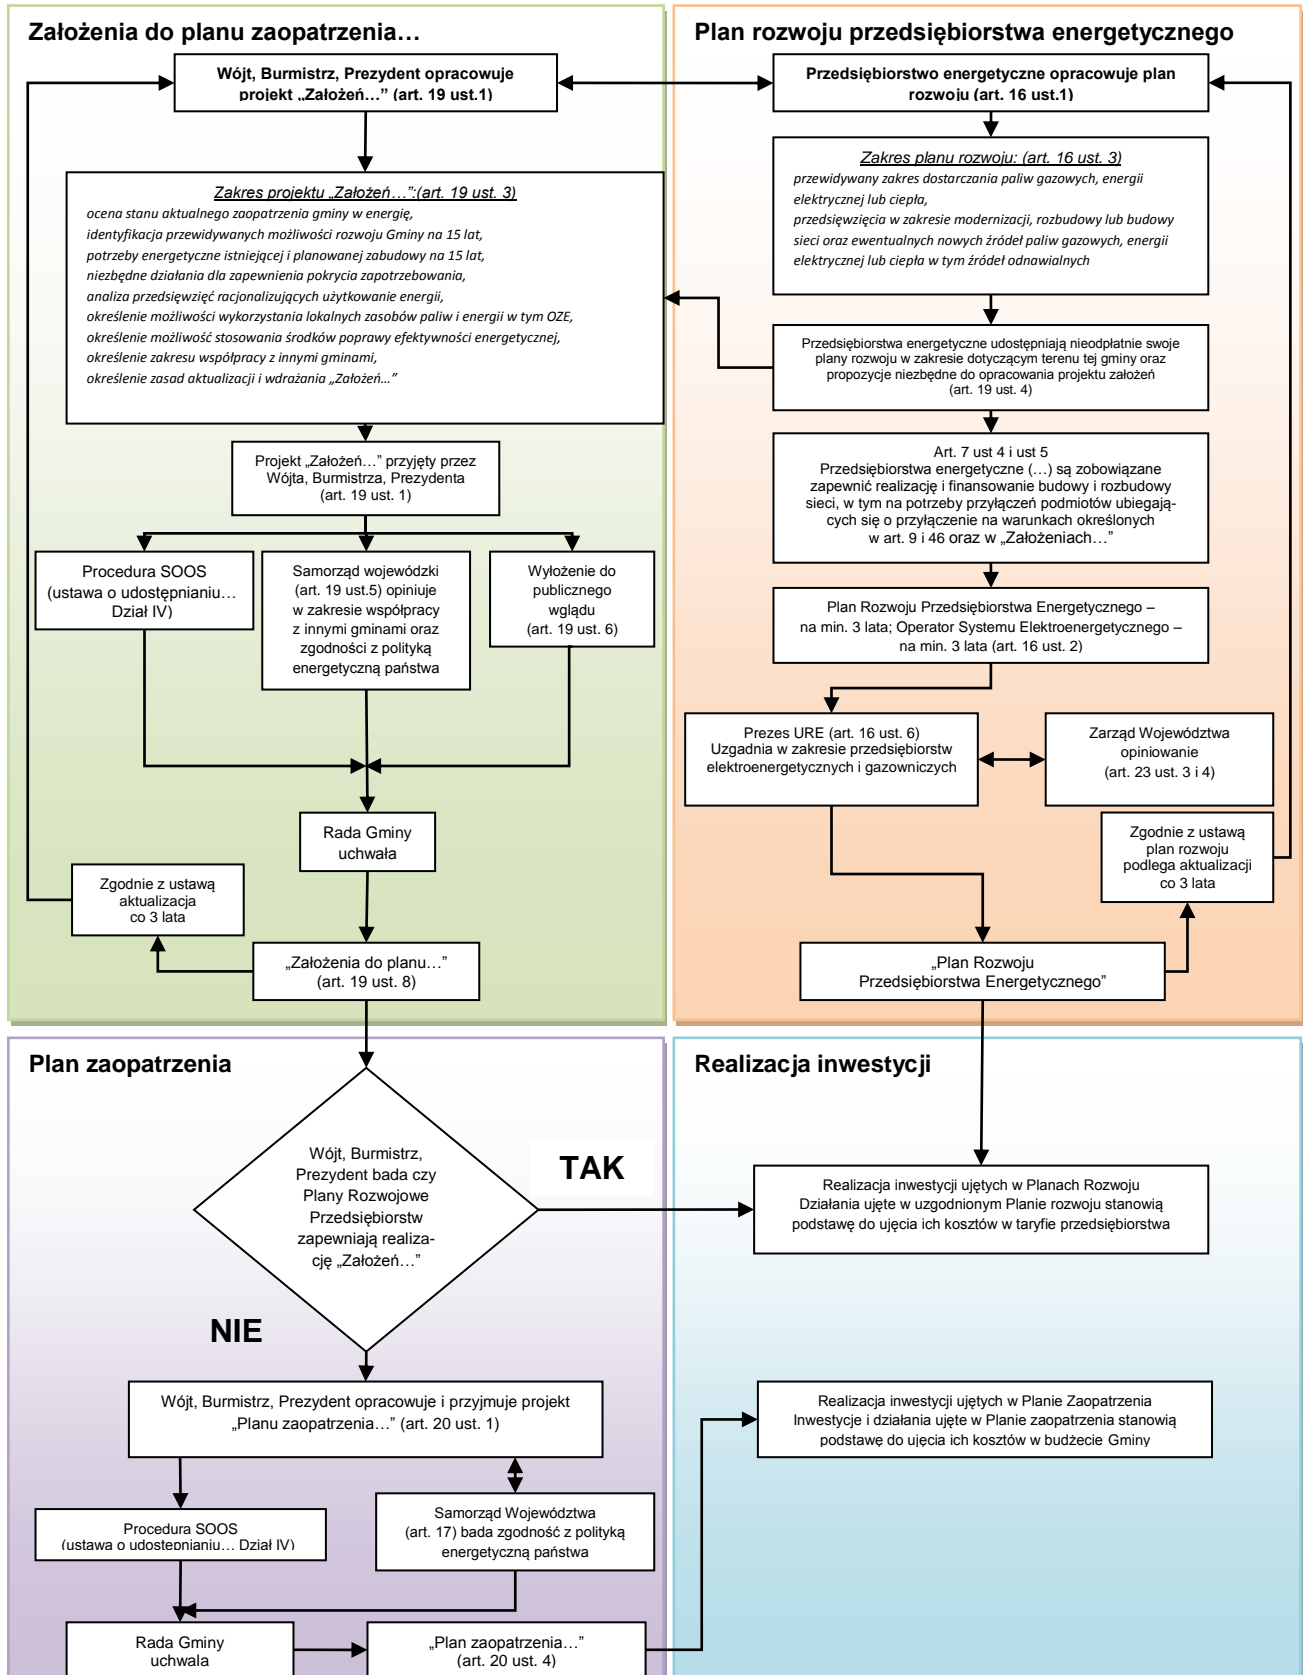 Założenia do planu zaopatrzenia…
Wójt, Burmistrz, Prezydent opracowuje
projekt „Założeń…” (art. 19 ust.1)
Zakres projektu „Założeń…”:(art. 19 ust. 3)
ocena stanu aktualnego zaopatrzenia gminy w energię,
identyfikacja przewidywanych możliwości rozwoju Gminy na 15 lat,
potrzeby energetyczne istniejącej i planowanej zabudowy na 15 lat,
niezbędne działania dla zapewnienia pokrycia zapotrzebowania,
analiza przedsięwzięć racjonalizujących użytkowanie energii,
określenie możliwości wykorzystania lokalnych zasobów paliw i energii w tym OZE,
określenie możliwość stosowania środków poprawy efektywności energetycznej,
określenie zakresu współpracy z innymi gminami,
określenie zasad aktualizacji i wdrażania „Założeń…”
Projekt „Założeń…” przyjęty przez
Wójta, Burmistrza, Prezydenta
(art. 19 ust. 1)
Procedura SOOS
(ustawa o udostępnianiu…
Dział IV)
Samorząd wojewódzki
(art. 19 ust.5) opiniuje
w zakresie współpracy
z innymi gminami oraz
zgodności z polityką
energetyczną państwa
Wyłożenie do
publicznego
wglądu
(art. 19 ust. 6)
Rada Gminy
uchwała
Zgodnie z ustawą
aktualizacja
co 3 lata
„Założenia do planu…”
(art. 19 ust. 8)
Plan rozwoju przedsiębiorstwa energetycznego
Przedsiębiorstwo energetyczne opracowuje plan
rozwoju (art. 16 ust.1)
Zakres planu rozwoju: (art. 16 ust. 3)
przewidywany zakres dostarczania paliw gazowych, energii
elektrycznej lub ciepła,
przedsięwzięcia w zakresie modernizacji, rozbudowy lub budowy
sieci oraz ewentualnych nowych źródeł paliw gazowych, energii
elektrycznej lub ciepła w tym źródeł odnawialnych
Przedsiębiorstwa energetyczne udostępniają nieodpłatnie swoje
plany rozwoju w zakresie dotyczącym terenu tej gminy oraz
propozycje niezbędne do opracowania projektu założeń
(art. 19 ust. 4)
Art. 7 ust 4 i ust 5
Przedsiębiorstwa energetyczne (…) są zobowiązane
zapewnić realizację i finansowanie budowy i rozbudowy
sieci, w tym na potrzeby przyłączeń podmiotów ubiegają-
cych się o przyłączenie na warunkach określonych
w art. 9 i 46 oraz w „Założeniach…”
Plan Rozwoju Przedsiębiorstwa Energetycznego –
na min. 3 lata; Operator Systemu Elektroenergetycznego –
na min. 3 lata (art. 16 ust. 2)
Prezes URE (art. 16 ust. 6)
Uzgadnia w zakresie przedsiębiorstw
elektroenergetycznych i gazowniczych
Zarząd Województwa
opiniowanie
(art. 23 ust. 3 i 4)
Zgodnie z ustawą
plan rozwoju
podlega aktualizacji
co 3 lata
„Plan Rozwoju
Przedsiębiorstwa Energetycznego”
Plan zaopatrzenia
Wójt, Burmistrz,
Prezydent bada czy
Plany Rozwojowe
Przedsiębiorstw
zapewniają realiza-
cję „Założeń…”
TAK
NIE
Wójt, Burmistrz, Prezydent opracowuje i przyjmuje projekt
„Planu zaopatrzenia…” (art. 20 ust. 1)
Procedura SOOS
(ustawa o udostępnianiu… Dział IV)
Samorząd Województwa
(art. 17) bada zgodność z polityką
energetyczną państwa
Rada Gminy
uchwala
„Plan zaopatrzenia…”
(art. 20 ust. 4)
Realizacja inwestycji
Realizacja inwestycji ujętych w Planach Rozwoju
Działania ujęte w uzgodnionym Planie rozwoju stanowią
podstawę do ujęcia ich kosztów w taryfie przedsiębiorstwa
Realizacja inwestycji ujętych w Planie Zaopatrzenia
Inwestycje i działania ujęte w Planie zaopatrzenia stanowią
podstawę do ujęcia ich kosztów w budżecie Gminy